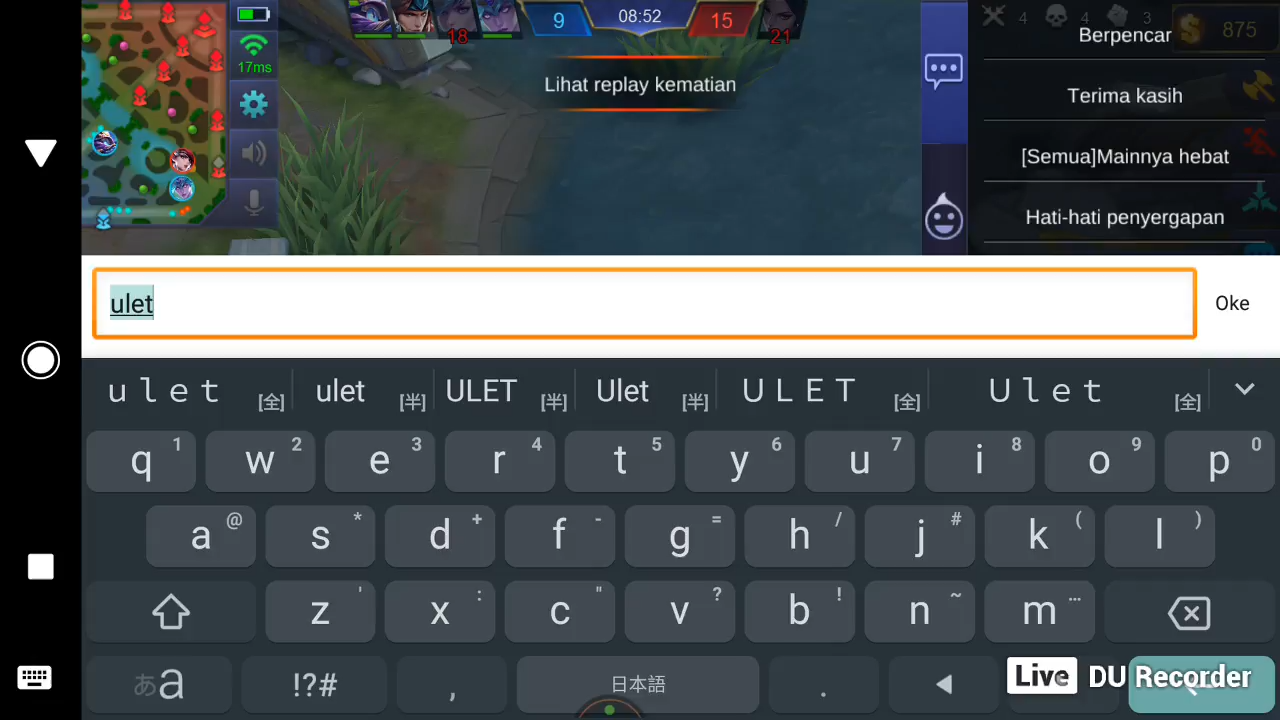 17ms
18
9
08:52
15
21
4
4
3
875
Lihat replay kematian
Berpencar
Terima kasih
[Semua]Mainnya hebat
Hati-hati penyergapan
ulet
Oke
ｕｌｅｔ [全] ulet [半] ULET [半] Ulet [半] ＵＬＥＴ [全] Ｕｌｅｔ [全]
q 1 w 2 e 3 r 4 t 5 y 6 u 7 i 8 o 9 p 0
a @ s * d + f - g = h / j # k ( l )
z ' x : c " v ? b ! n ~ m …
あa !?# , 日本語 .
Live DU Recorder